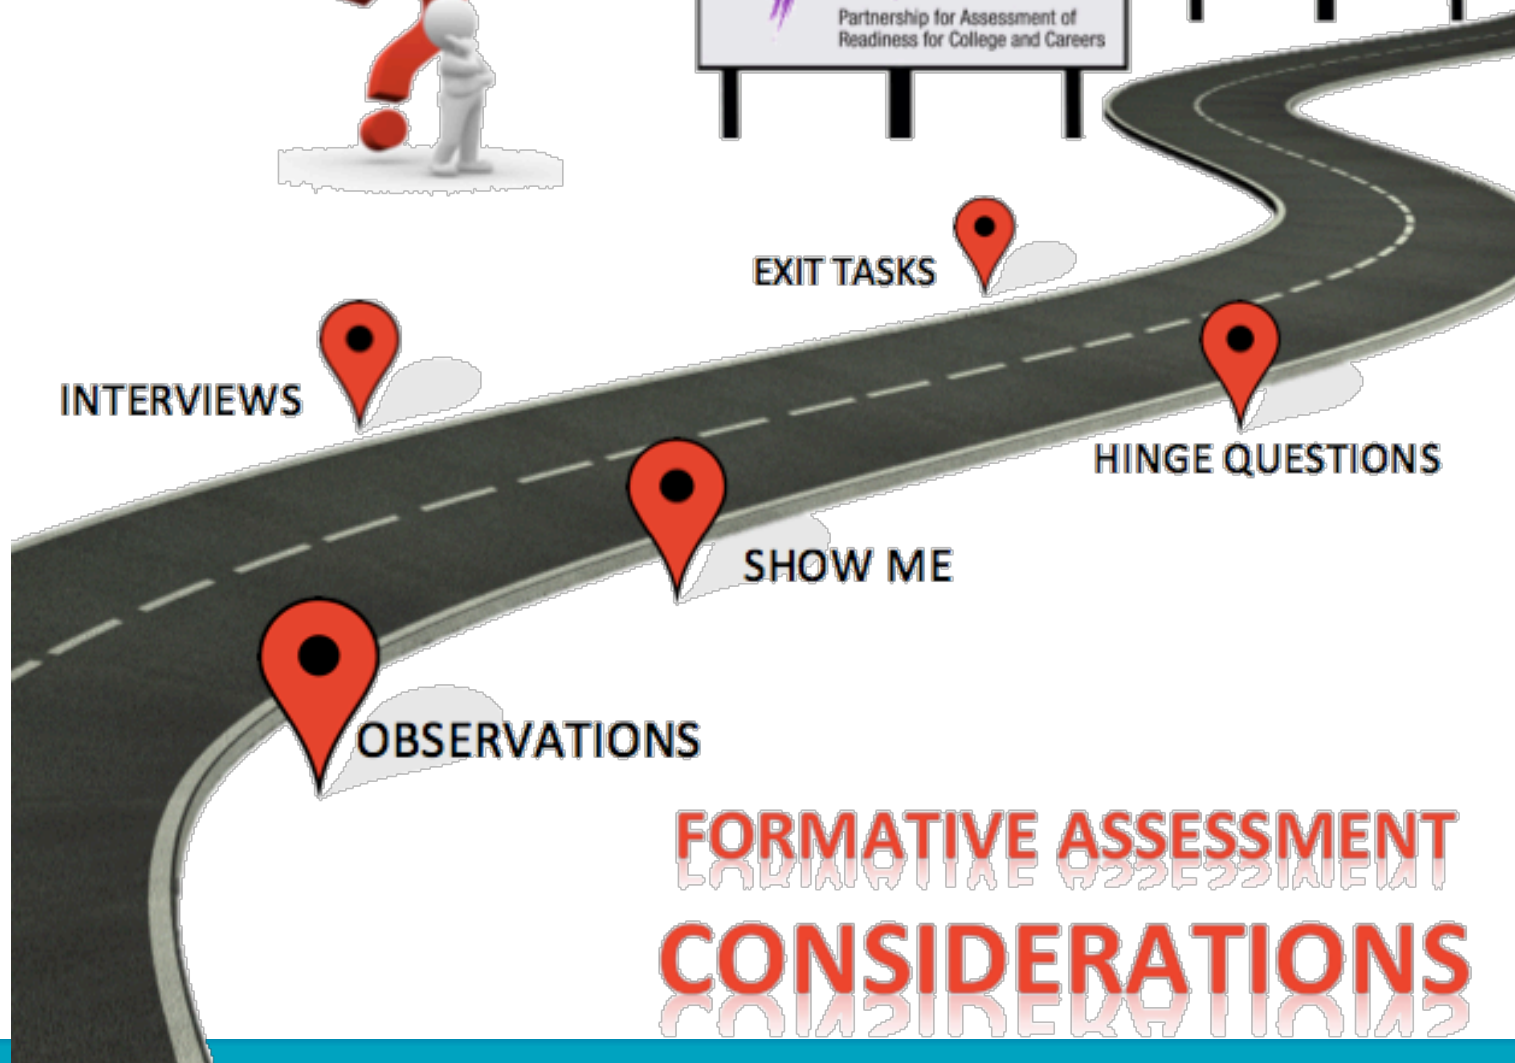 Partnership for Assessment of
Readiness for College and Careers
EXIT TASKS
INTERVIEWS
HINGE QUESTIONS
SHOW ME
OBSERVATIONS
FORMATIVE ASSESSMENT
CONSIDERATIONS